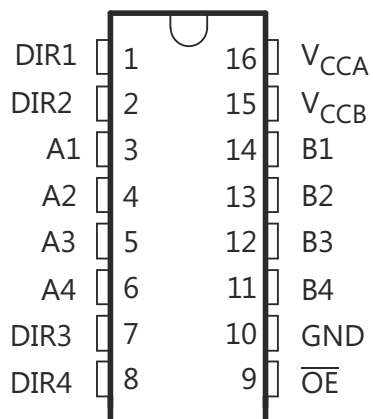 DIR1 1 16 VCCA
DIR2 2 15 VCCB
A1 3 14 B1
A2 4 13 B2
A3 5 12 B3
A4 6 11 B4
DIR3 7 10 GND
DIR4 8 9 O̅E̅